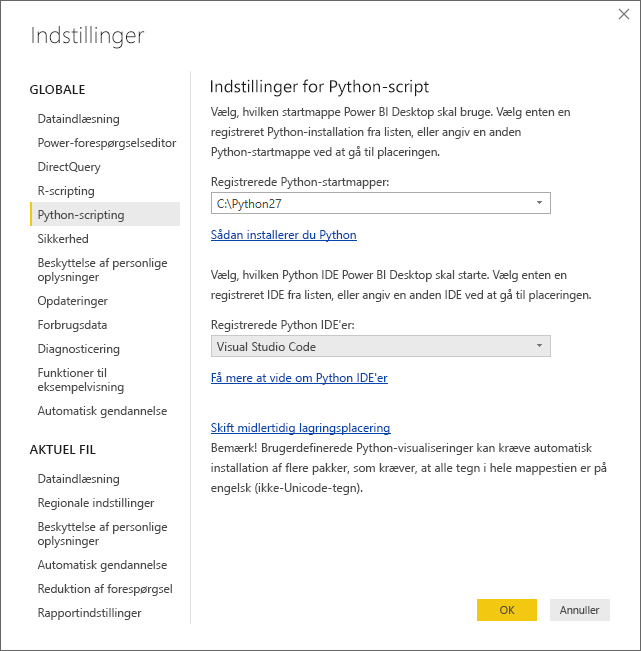 Indstillinger
GLOBALE
Dataindlæsning
Power-forespørgselseditor
DirectQuery
R-scripting
Python-scripting
Sikkerhed
Beskyttelse af personlige
oplysninger
Opdateringer
Forbrugsdata
Diagnosticering
Funktioner til
eksempelvisning
Automatisk gendannelse
AKTUEL FIL
Dataindlæsning
Regionale indstillinger
Beskyttelse af personlige
oplysninger
Automatisk gendannelse
Reduktion af forespørgsel
Rapportindstillinger
Indstillinger for Python-script
Vælg, hvilken startmappe Power BI Desktop skal bruge. Vælg enten en
registreret Python-installation fra listen, eller angiv en anden
Python-startmappe ved at gå til placeringen.
Registrerede Python-startmapper:
C:\Python27
Sådan installerer du Python
Vælg, hvilken Python IDE Power BI Desktop skal starte. Vælg enten en
registreret IDE fra listen, eller angiv en anden IDE ved at gå til placeringen.
Registrerede Python IDE'er:
Visual Studio Code
Få mere at vide om Python IDE'er
Skift midlertidig lagringsplacering
Bemærk! Brugerdefinerede Python-visualiseringer kan kræve automatisk
installation af flere pakker, som kræver, at alle tegn i hele mappestien er på
engelsk (ikke-Unicode-tegn).
OK
Annuller